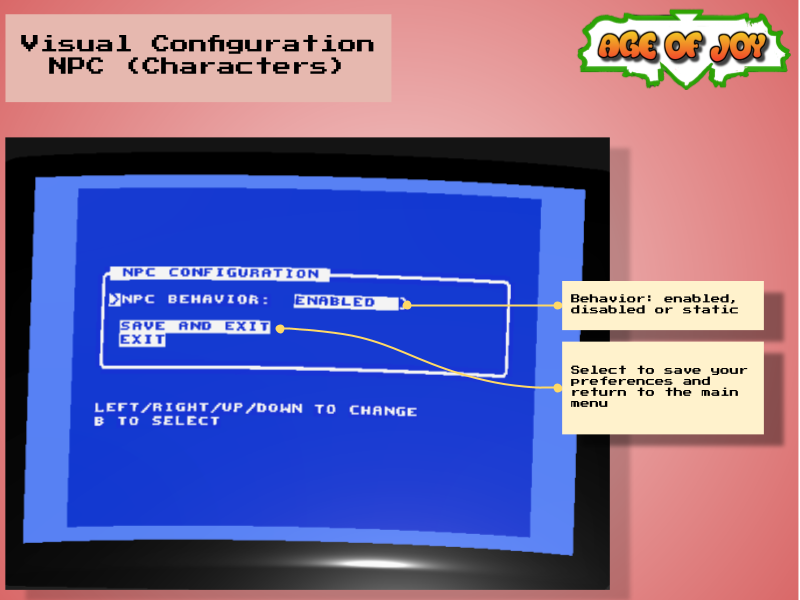 Visual Configuration
NPC (Characters)
AGE OF JOY
NPC CONFIGURATION
NPC BEHAVIOR: ENABLED
SAVE AND EXIT
EXIT
LEFT/RIGHT/UP/DOWN TO CHANGE
B TO SELECT
Behavior: enabled,
disabled or static
Select to save your
preferences and
return to the main
menu